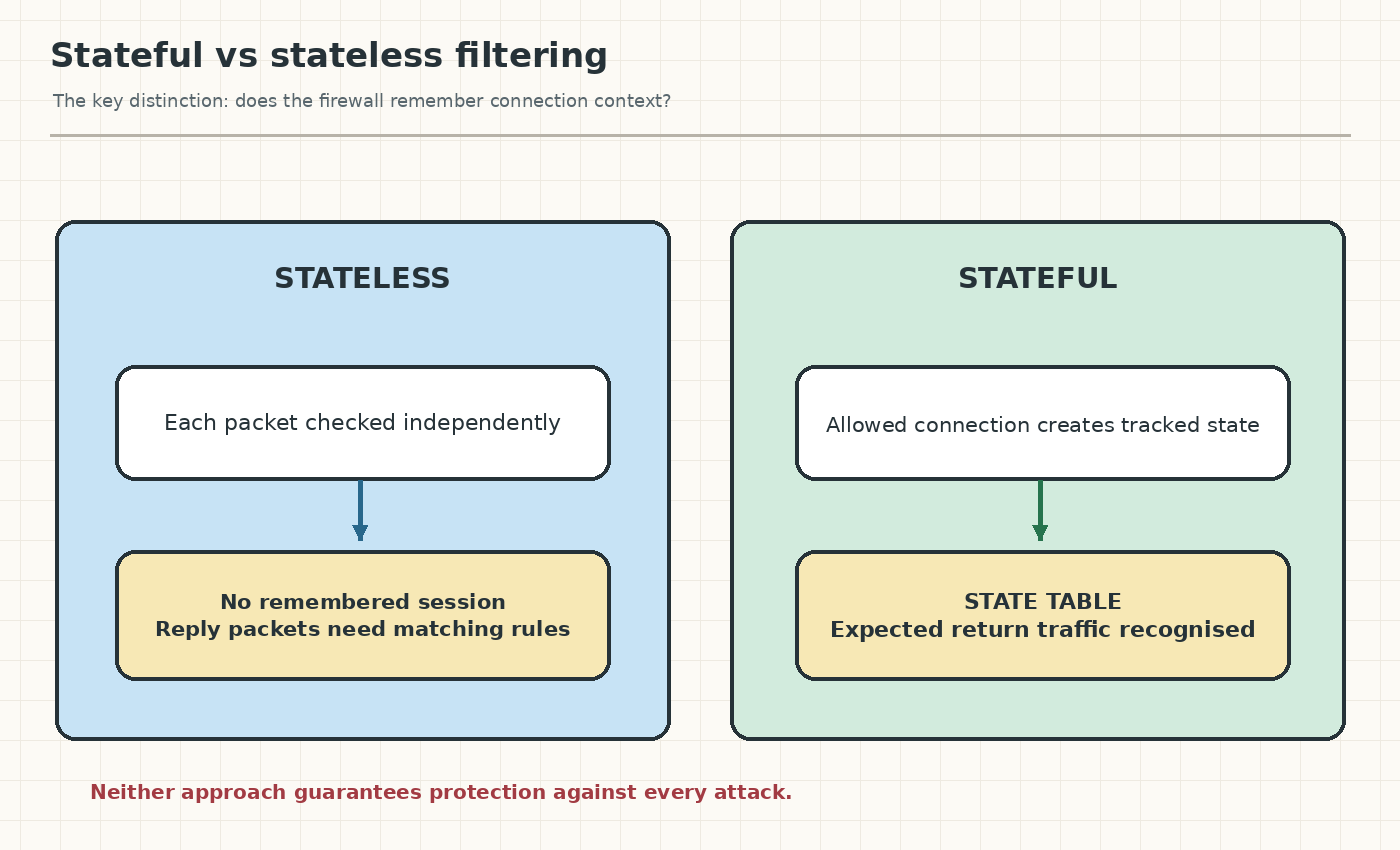 Stateful vs stateless filtering
The key distinction: does the firewall remember connection context?
STATELESS
Each packet checked independently
No remembered session
Reply packets need matching rules
STATEFUL
Allowed connection creates tracked state
STATE TABLE
Expected return traffic recognised
Neither approach guarantees protection against every attack.